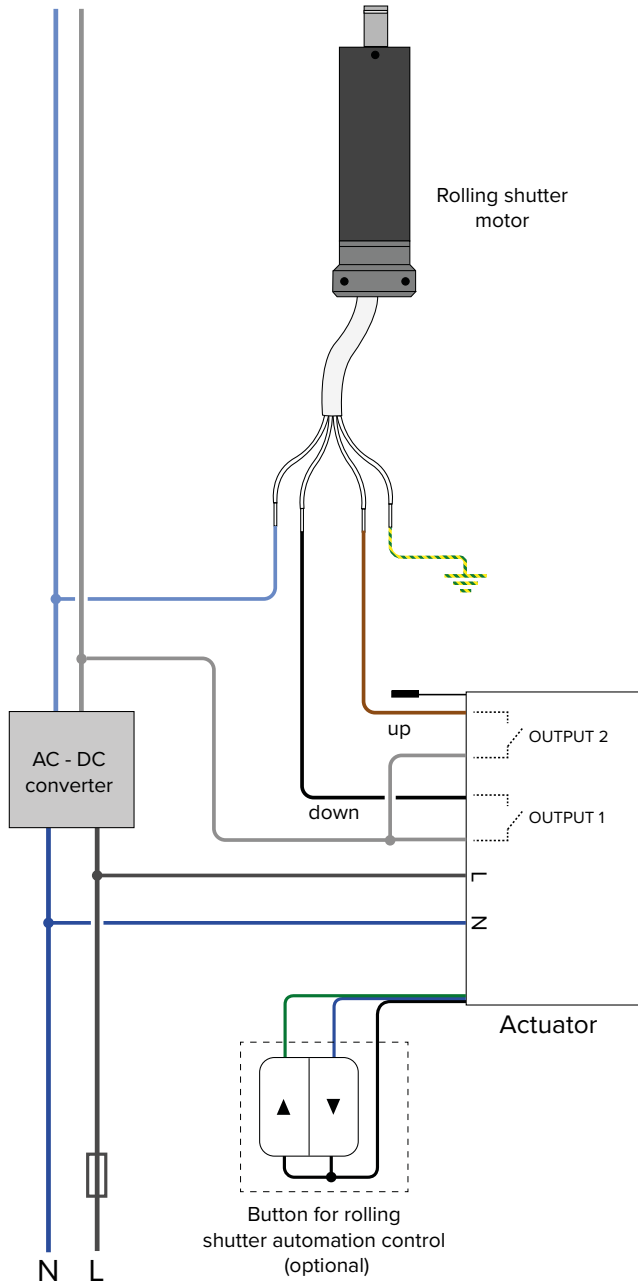 Rolling shutter
motor
up
OUTPUT 2
AC - DC
converter
down
OUTPUT 1
L
N
Actuator
Button for rolling
shutter automation control
(optional)
N L